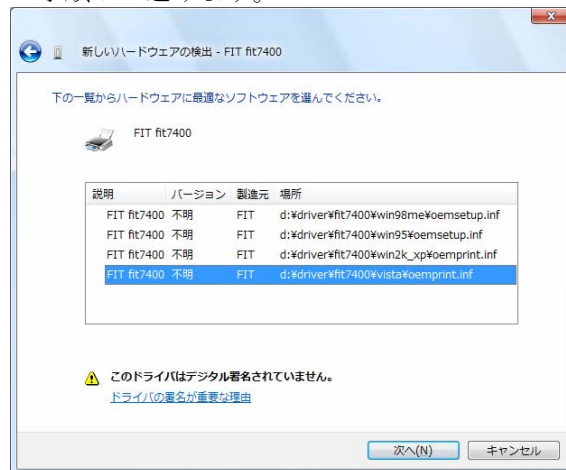 新しいハードウェアの検出 - FIT fit7400
下の一覧からハードウェアに最適なソフトウェアを選んでください。
FIT fit7400
説明 バージョン 製造元 場所
FIT fit7400 不明 FIT d:¥driver¥fit7400¥win98me¥oemsetup.inf
FIT fit7400 不明 FIT d:¥driver¥fit7400¥win95¥oemsetup.inf
FIT fit7400 不明 FIT d:¥driver¥fit7400¥win2k_xp¥oemprint.inf
FIT fit7400 不明 FIT d:¥driver¥fit7400¥vista¥oemprint.inf
このドライバはデジタル署名されていません。
ドライバの署名が重要な理由
次へ(N) キャンセル